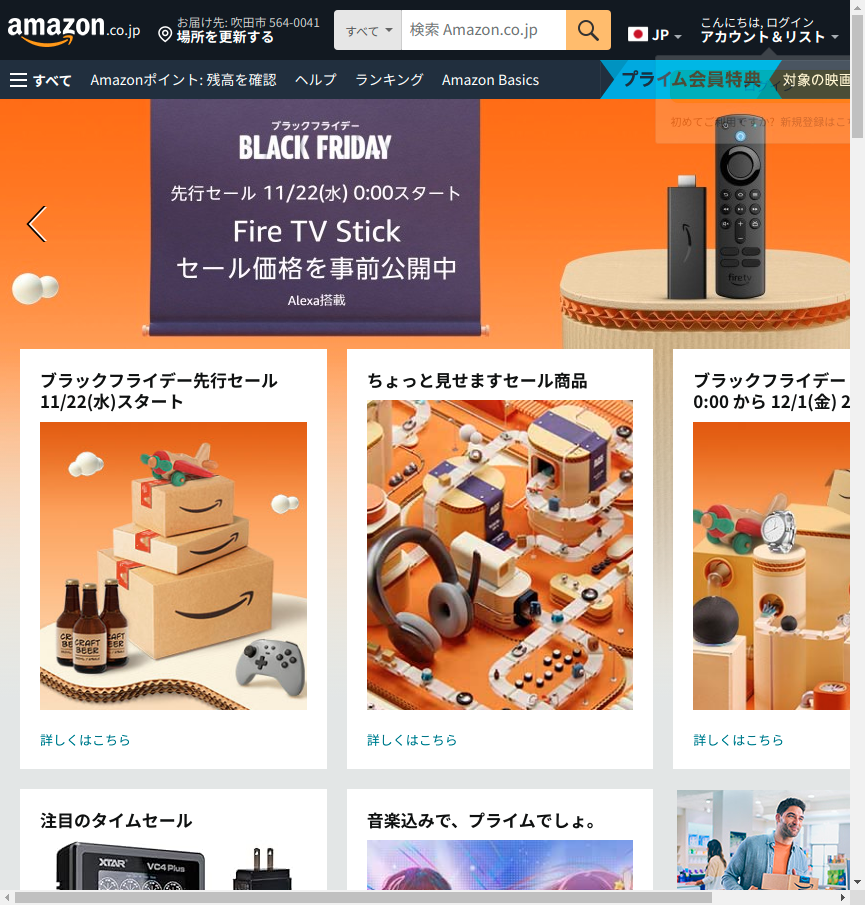 amazon.co.jp
お届け先: 吹田市 564-0041
場所を更新する
すべて
検索 Amazon.co.jp
JP
こんにちは, ログイン
アカウント＆リスト
すべて
Amazonポイント: 残高を確認
ヘルプ
ランキング
Amazon Basics
プライム会員特典
対象の映画
初めてご利用ですか? 新規登録はこち
ブラックフライデー
BLACK FRIDAY
先行セール 11/22(水) 0:00スタート
Fire TV Stick
セール価格を事前公開中
Alexa搭載
firetv
ブラックフライデー先行セール
11/22(水)スタート
CRAFT
BEER
詳しくはこちら
ちょっと見せますセール商品
詳しくはこちら
ブラックフライデー
0:00 から 12/1(金) 2
詳しくはこちら
注目のタイムセール
XTAR
VC4 Plus
音楽込みで、プライムでしょ。